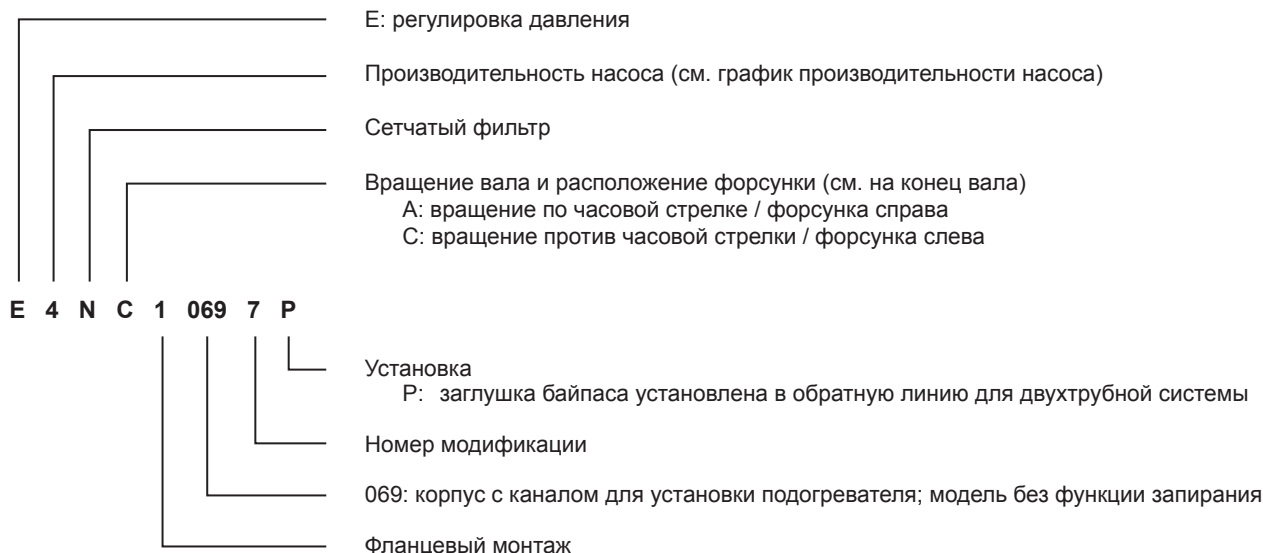 E: регулировка давления
Производительность насоса (см. график производительности насоса)
Сетчатый фильтр
Вращение вала и расположение форсунки (см. на конец вала)
A: вращение по часовой стрелке / форсунка справа
C: вращение против часовой стрелки / форсунка слева
E 4 N C 1 069 7 P
Установка
P: заглушка байпаса установлена в обратную линию для двухтрубной системы
Номер модификации
069: корпус с каналом для установки подогревателя; модель без функции запирания
Фланцевый монтаж